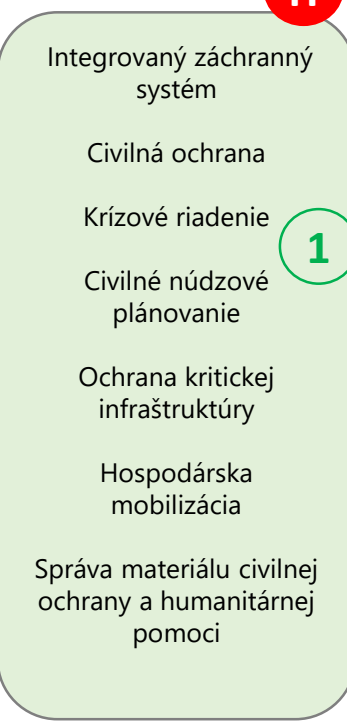 Integrovaný záchranný
systém
Civilná ochrana
Krízové riadenie
1
Civilné núdzové
plánovanie
Ochrana kritickej
infraštruktúry
Hospodárska
mobilizácia
Správa materiálu civilnej
ochrany a humanitárnej
pomoci